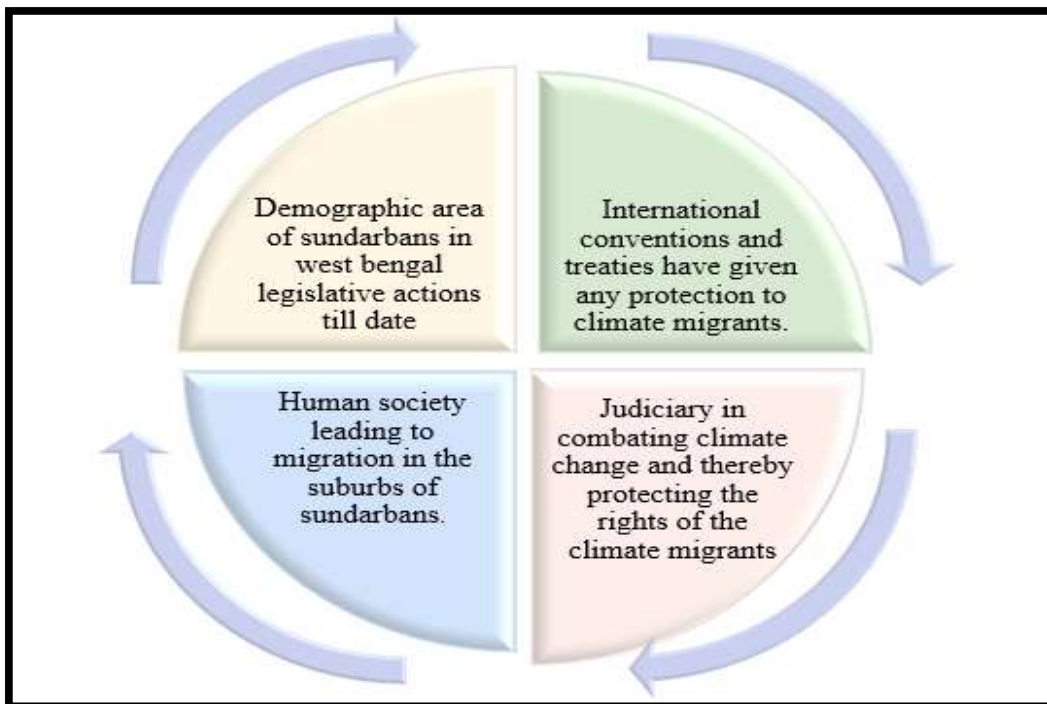 Demographic area
of sundarbans in
west bengal
legislative actions
till date
International
conventions and
treaties have given
any protection to
climate migrants.
Human society
leading to
migration in the
suburbs of
sundarbans.
Judiciary in
combating climate
change and thereby
protecting the
rights of the
climate migrants